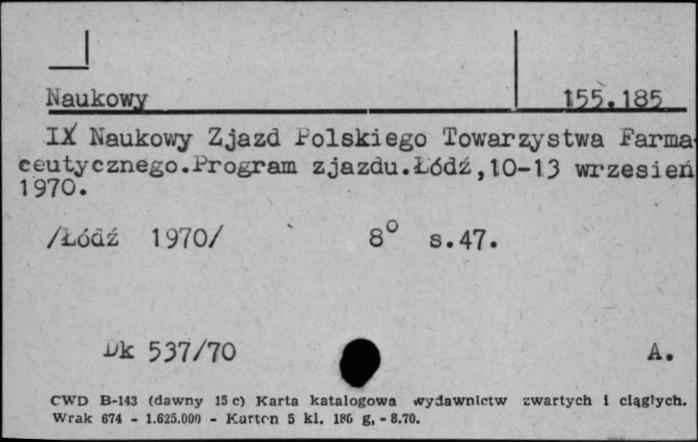 Naukowy 155.185
IX Naukowy Zjazd Polskiego Towarzystwa Farma-
ceutycznego.Program zjazdu.Łódź,10-13 wrzesień
1970.
/Łódź 1970/ 8° s.47.
Dk 537/70 A.
CWD B-143 (dawny 15 c) Karta katalogowa wydawnictw zwartych i ciągłych.
Wrak 674 - 1.625.000 - Karton 5 kl. 180 g, - 8.70.